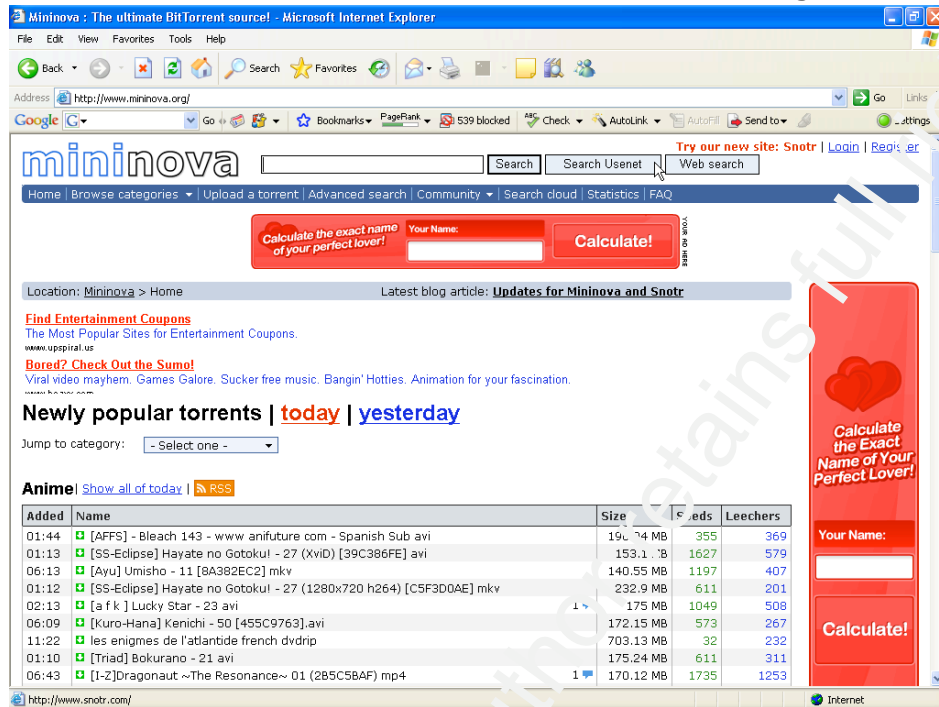 Mininova : The ultimate BitTorrent source! - Microsoft Internet Explorer
File Edit View Favorites Tools Help
Back Search Favorites
Address http://www.mininova.org/ Go Links
Google G Go Bookmarks PageRank 539 blocked ABC Check AutoLink AutoFill Send to
Try our new site: Snotr | Login |
mininova Search Search Usenet Web search
Home | Browse categories | Upload a torrent | Advanced search | Community | Search cloud | Statistics | FAQ
Calculate the exact name of your perfect lover! Your Name: Calculate! YOUR AD HERE
Location: Mininova > Home Latest blog article: Updates for Mininova and Snotr
Find Entertainment Coupons
The Most Popular Sites for Entertainment Coupons.
www.upspiral.us
Bored? Check Out the Sumo!
Viral video mayhem. Games Galore. Sucker free music. Bangin' Hotties. Animation for your fascination.
Newly popular torrents | today | yesterday
Jump to category: - Select one -
Anime | Show all of today | RSS
Added Name Size Leechers
01:44 [AFFS] - Bleach 143 - www anifuture com - Spanish Sub avi 355 369
01:13 [SS-Eclipse] Hayate no Gotoku! - 27 (XviD) [39C386FE] avi 1627 579
06:13 [Ayu] Umisho - 11 [8A382EC2] mkv 140.55 MB 1197 407
01:12 [SS-Eclipse] Hayate no Gotoku! - 27 (1280x720 h264) [C5F3D0AE] mkv 232.9 MB 611 201
02:13 [a f k ] Lucky Star - 23 avi 1 175 MB 1049 508
06:09 [Kuro-Hana] Kenichi - 50 [455C9763].avi 172.15 MB 573 267
11:22 les enigmes de l'atlantide french dvdrip 703.13 MB 32 232
01:10 [Triad] Bokurano - 21 avi 175.24 MB 611 311
06:43 [I-Z]Dragonaut ~The Resonance~ 01 (2B5C5BAF) mp4 1 170.12 MB 1735 1253
Calculate
the Exact
Name of Your
Perfect Lover!
Your Name:
Calculate!
http://www.snotr.com/ Internet